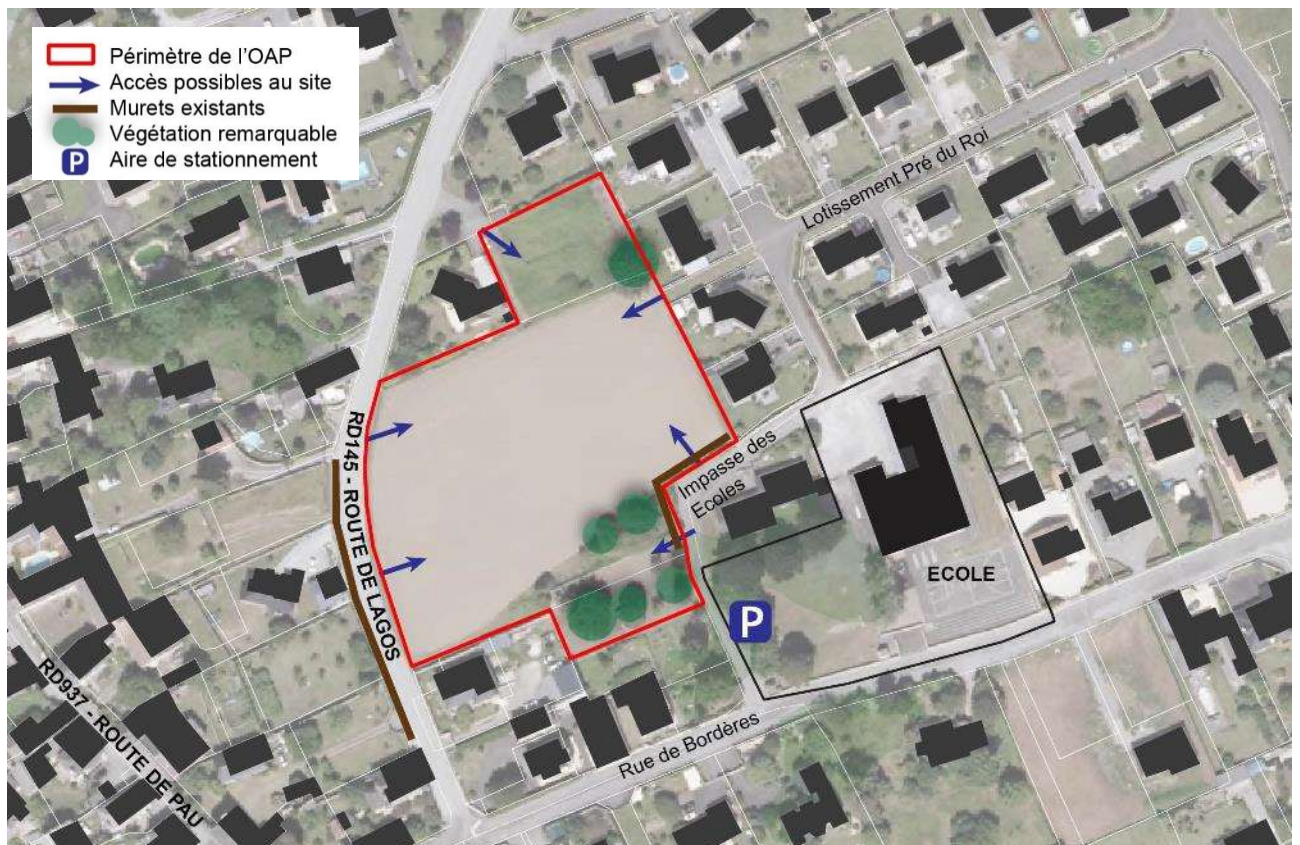 Périmètre de l'OAP
Accès possibles au site
Murets existants
Végétation remarquable
P Aire de stationnement
Lotissement Pré du Roi
RD145 - ROUTE DE LAGOS
Impasse des
Ecoles
ECOLE
P
RD937 - ROUTE DE PAU
Rue de Bordères